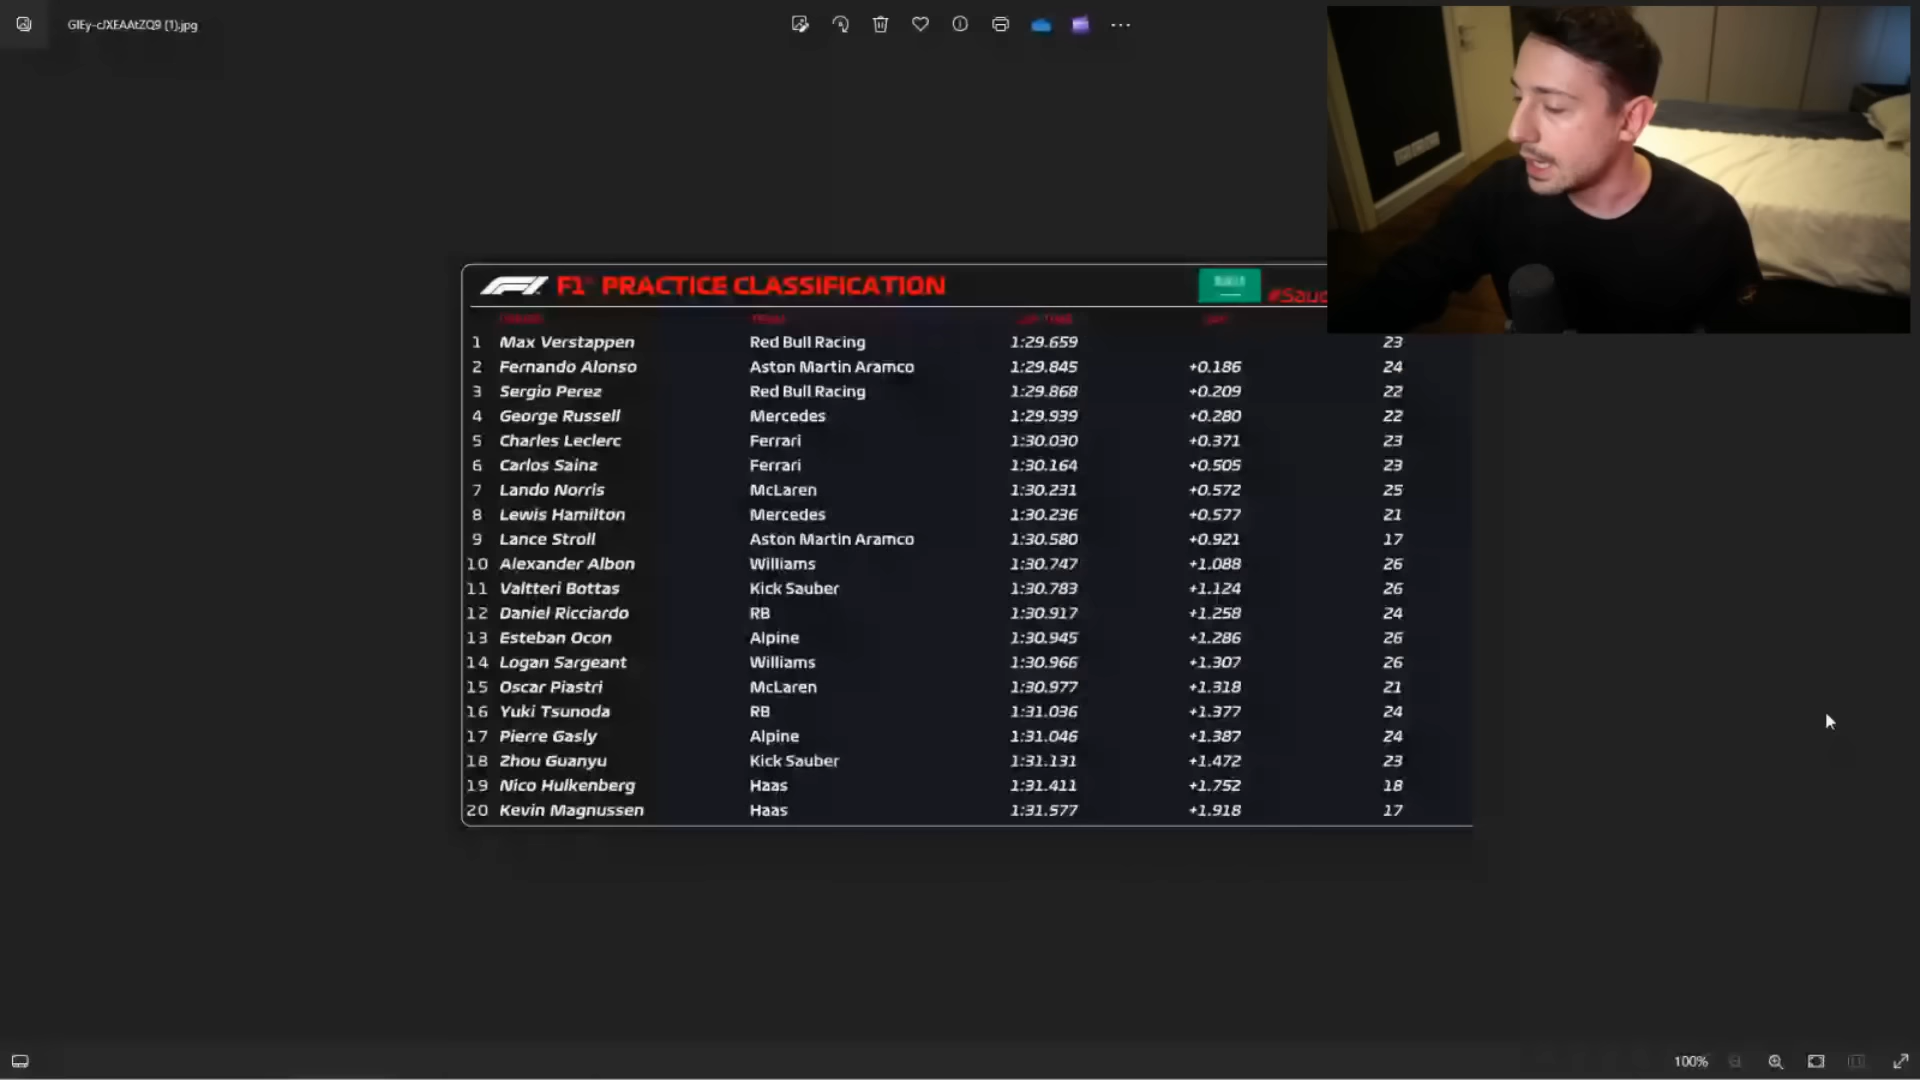 GIEy-cJXEAAtZQ9 (1).jpg
F1 F1 PRACTICE CLASSIFICATION
#Saud
1 Max Verstappen Red Bull Racing 1:29.659 23
2 Fernando Alonso Aston Martin Aramco 1:29.845 +0.186 24
3 Sergio Perez Red Bull Racing 1:29.868 +0.209 22
4 George Russell Mercedes 1:29.939 +0.280 22
5 Charles Leclerc Ferrari 1:30.030 +0.371 23
6 Carlos Sainz Ferrari 1:30.164 +0.505 23
7 Lando Norris McLaren 1:30.231 +0.572 25
8 Lewis Hamilton Mercedes 1:30.236 +0.577 21
9 Lance Stroll Aston Martin Aramco 1:30.580 +0.921 17
10 Alexander Albon Williams 1:30.747 +1.088 26
11 Valtteri Bottas Kick Sauber 1:30.783 +1.124 26
12 Daniel Ricciardo RB 1:30.917 +1.258 24
13 Esteban Ocon Alpine 1:30.945 +1.286 26
14 Logan Sargeant Williams 1:30.966 +1.307 26
15 Oscar Piastri McLaren 1:30.977 +1.318 21
16 Yuki Tsunoda RB 1:31.036 +1.377 24
17 Pierre Gasly Alpine 1:31.046 +1.387 24
18 Zhou Guanyu Kick Sauber 1:31.131 +1.472 23
19 Nico Hulkenberg Haas 1:31.411 +1.752 18
20 Kevin Magnussen Haas 1:31.577 +1.918 17
100%